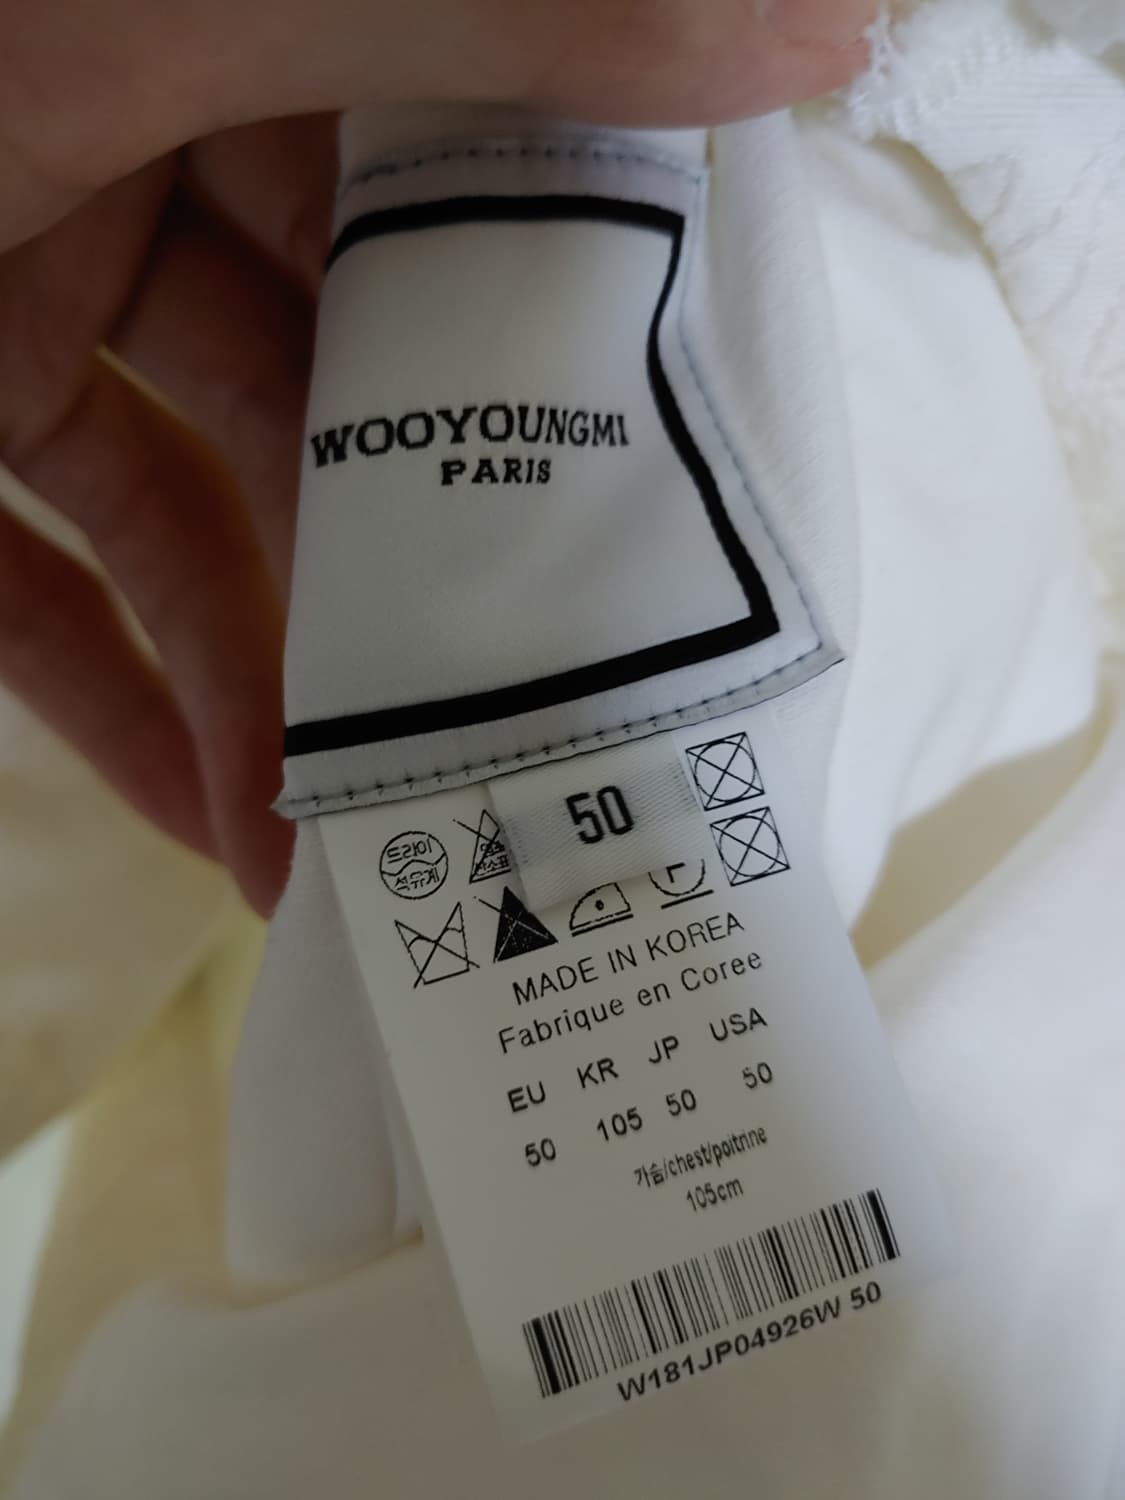 WOOYOUNGMI
PARIS
50
드라이
석유계
MADE IN KOREA
Fabrique en Coree
EU KR JP USA
50 105 50 50
가슴/chest/poitrine
105cm
W181JP04926W 50